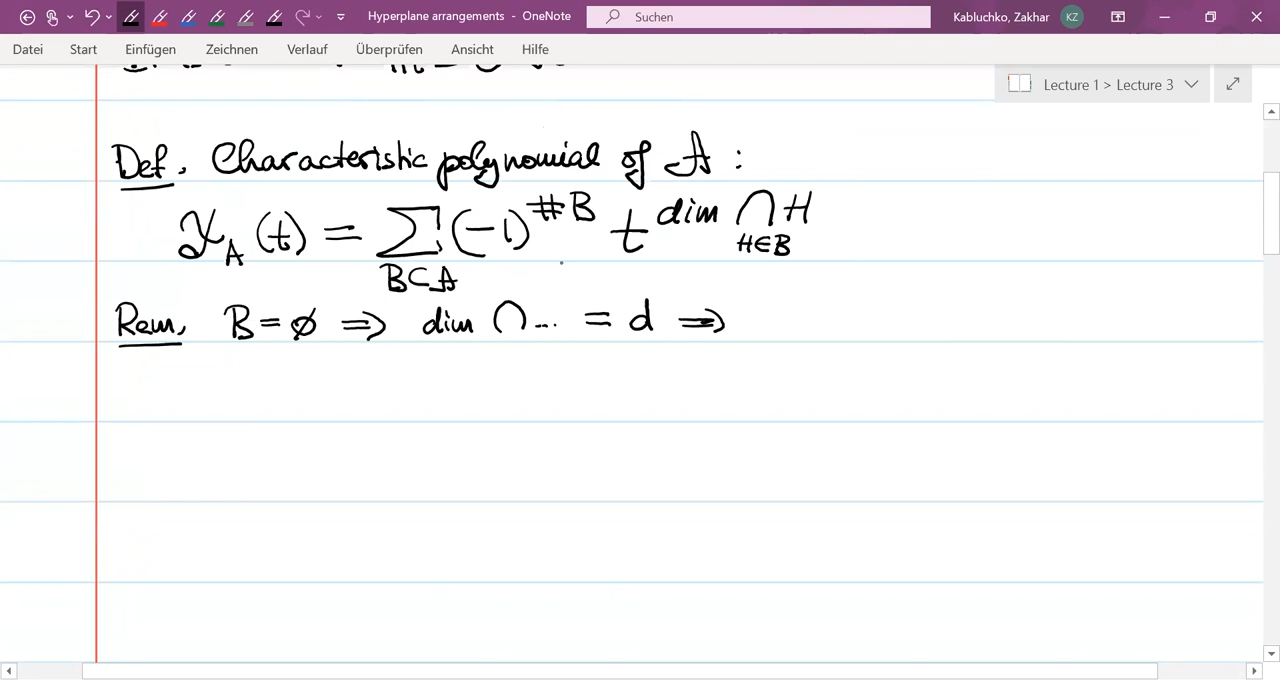 Hyperplane arrangements - OneNote
Suchen
Kabluchko, Zakhar
KZ
Datei Start Einfügen Zeichnen Verlauf Überprüfen Ansicht Hilfe
Lecture 1 > Lecture 3
Def. Characteristic polynomial of A :
χ_A (t) = ∑_{B⊂A} (-1)^{#B} t^{dim ⋂_{H∈B} H}
Rem. B = ∅ ⇒ dim ⋂ ... = d ⇒